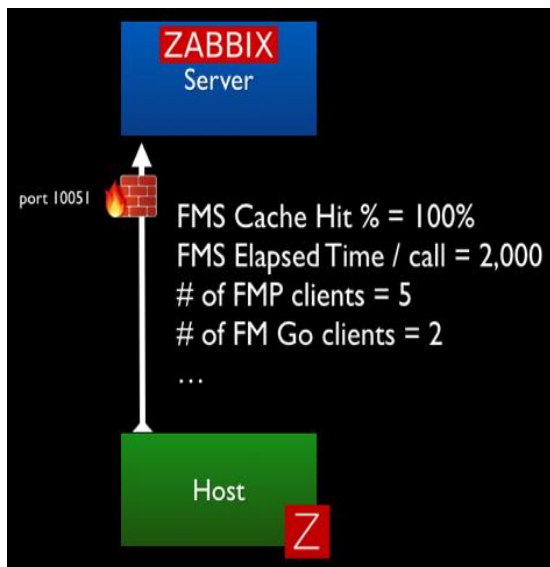 ZABBIX
Server
port 10051
FMS Cache Hit % = 100%
FMS Elapsed Time / call = 2,000
# of FMP clients = 5
# of FM Go clients = 2
...
Host
Z